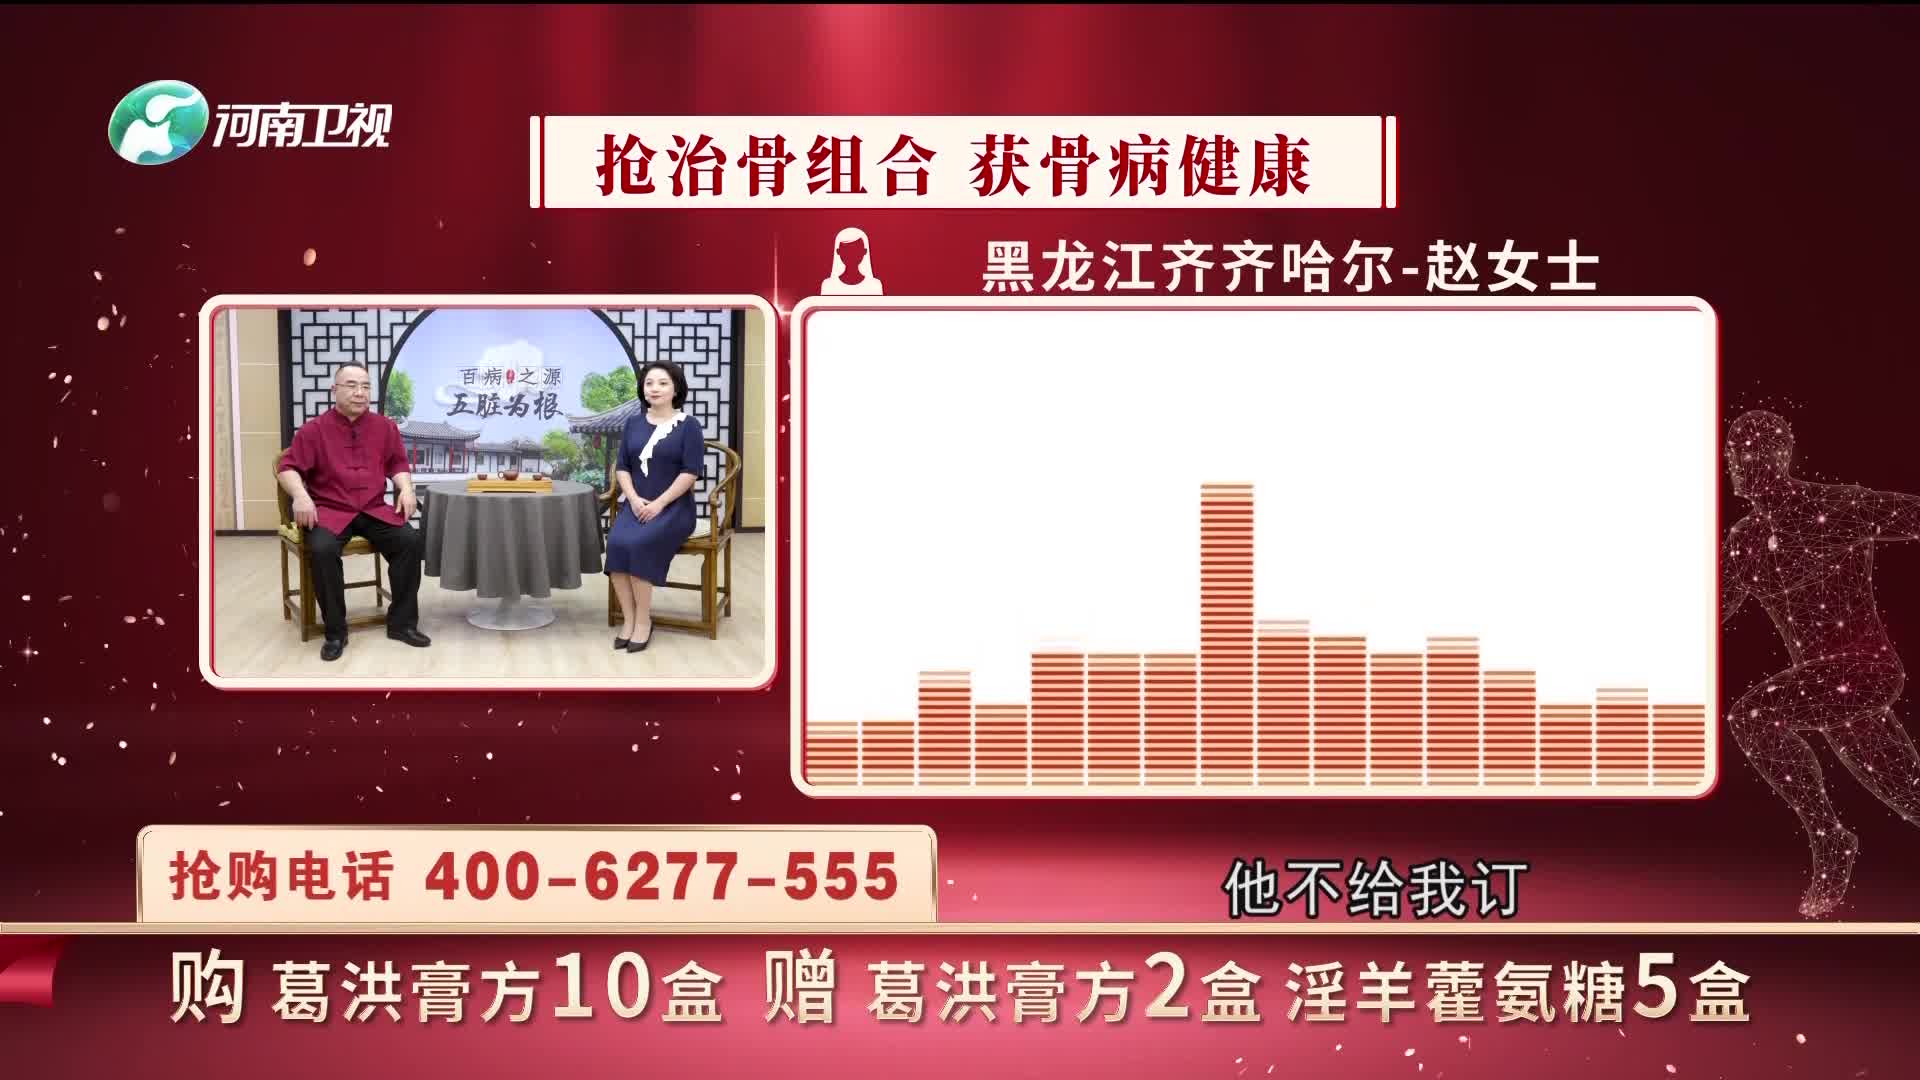 河南卫视
抢治骨组合 获骨病健康
黑龙江齐齐哈尔-赵女士
百病之源
五脏为根
抢购电话 400-6277-555
他不给我订
购 葛洪膏方10盒 赠 葛洪膏方2盒 淫羊藿氨糖5盒